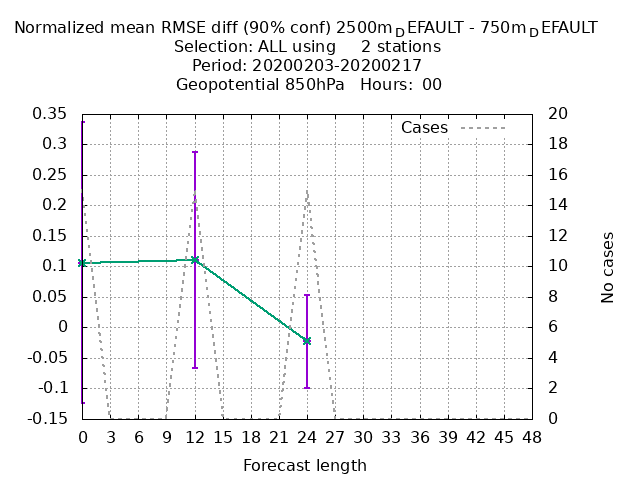 Normalized mean RMSE diff (90% conf) 2500m_DEFAULT - 750m_DEFAULT
Selection: ALL using 2 stations
Period: 20200203-20200217
Geopotential 850hPa Hours: 00
Cases
0.35
0.3
0.25
0.2
0.15
0.1
0.05
0
-0.05
-0.1
-0.15
20
18
16
14
12
10
8
6
4
2
0
No cases
0 3 6 9 12 15 18 21 24 27 30 33 36 39 42 45 48
Forecast length